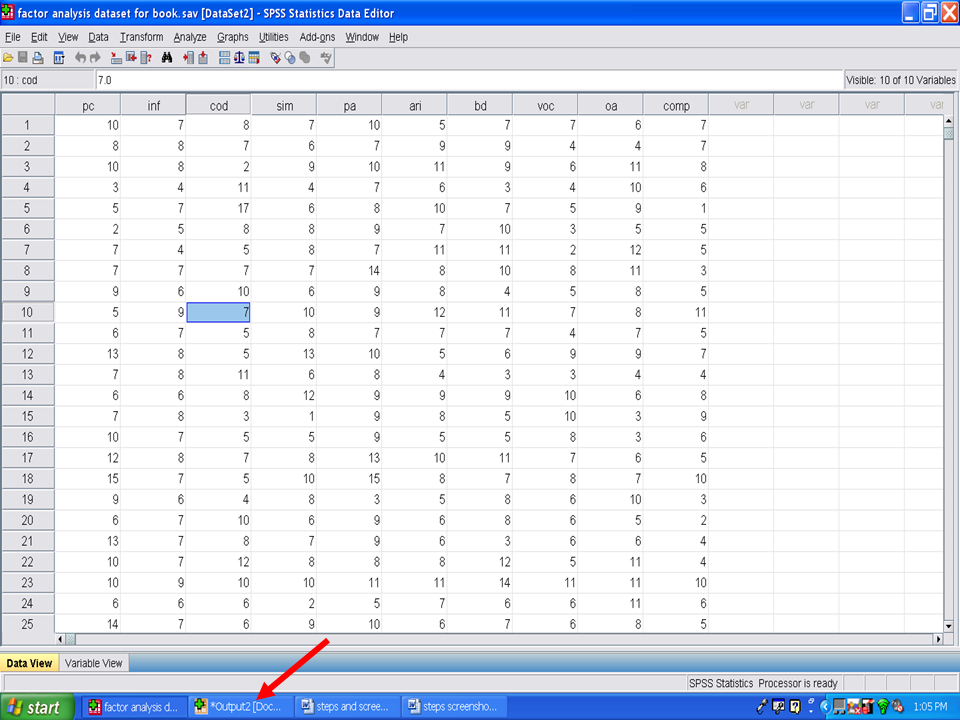 factor analysis dataset for book.sav [DataSet2] - SPSS Statistics Data Editor
File Edit View Data Transform Analyze Graphs Utilities Add-ons Window Help
10 : cod 7.0 Visible: 10 of 10 Variables
pc inf cod sim pa ari bd voc oa comp var var var var
1 10 7 8 7 10 5 7 7 6 7
2 8 8 7 6 7 9 9 4 4 7
3 10 8 2 9 10 11 9 6 11 8
4 3 4 11 4 7 6 3 4 10 6
5 5 7 17 6 8 10 7 5 9 1
6 2 5 8 8 9 7 10 3 5 5
7 7 4 5 8 7 11 11 2 12 5
8 7 7 7 7 14 8 10 8 11 3
9 9 6 10 6 9 8 4 5 8 5
10 5 9 7 10 9 12 11 7 8 11
11 6 7 5 8 7 7 7 4 7 5
12 13 8 5 13 10 5 6 9 9 7
13 7 8 11 6 8 4 3 3 4 4
14 6 6 8 12 9 9 9 10 6 8
15 7 8 3 1 9 8 5 10 3 9
16 10 7 5 5 9 5 5 8 3 6
17 12 8 7 8 13 10 11 7 6 5
18 15 7 5 10 15 8 7 8 7 10
19 9 6 4 8 3 5 8 6 10 3
20 6 7 10 6 9 6 8 6 5 2
21 13 7 8 7 9 6 3 6 6 4
22 10 7 12 8 8 8 12 5 11 4
23 10 9 10 10 11 11 14 11 11 10
24 6 6 6 2 5 7 6 6 11 6
25 14 7 6 9 10 6 7 6 8 5
Data View Variable View
SPSS Statistics Processor is ready
start factor analysis d... *Output2 [Doc... steps and scree... steps screensho... 1:05 PM